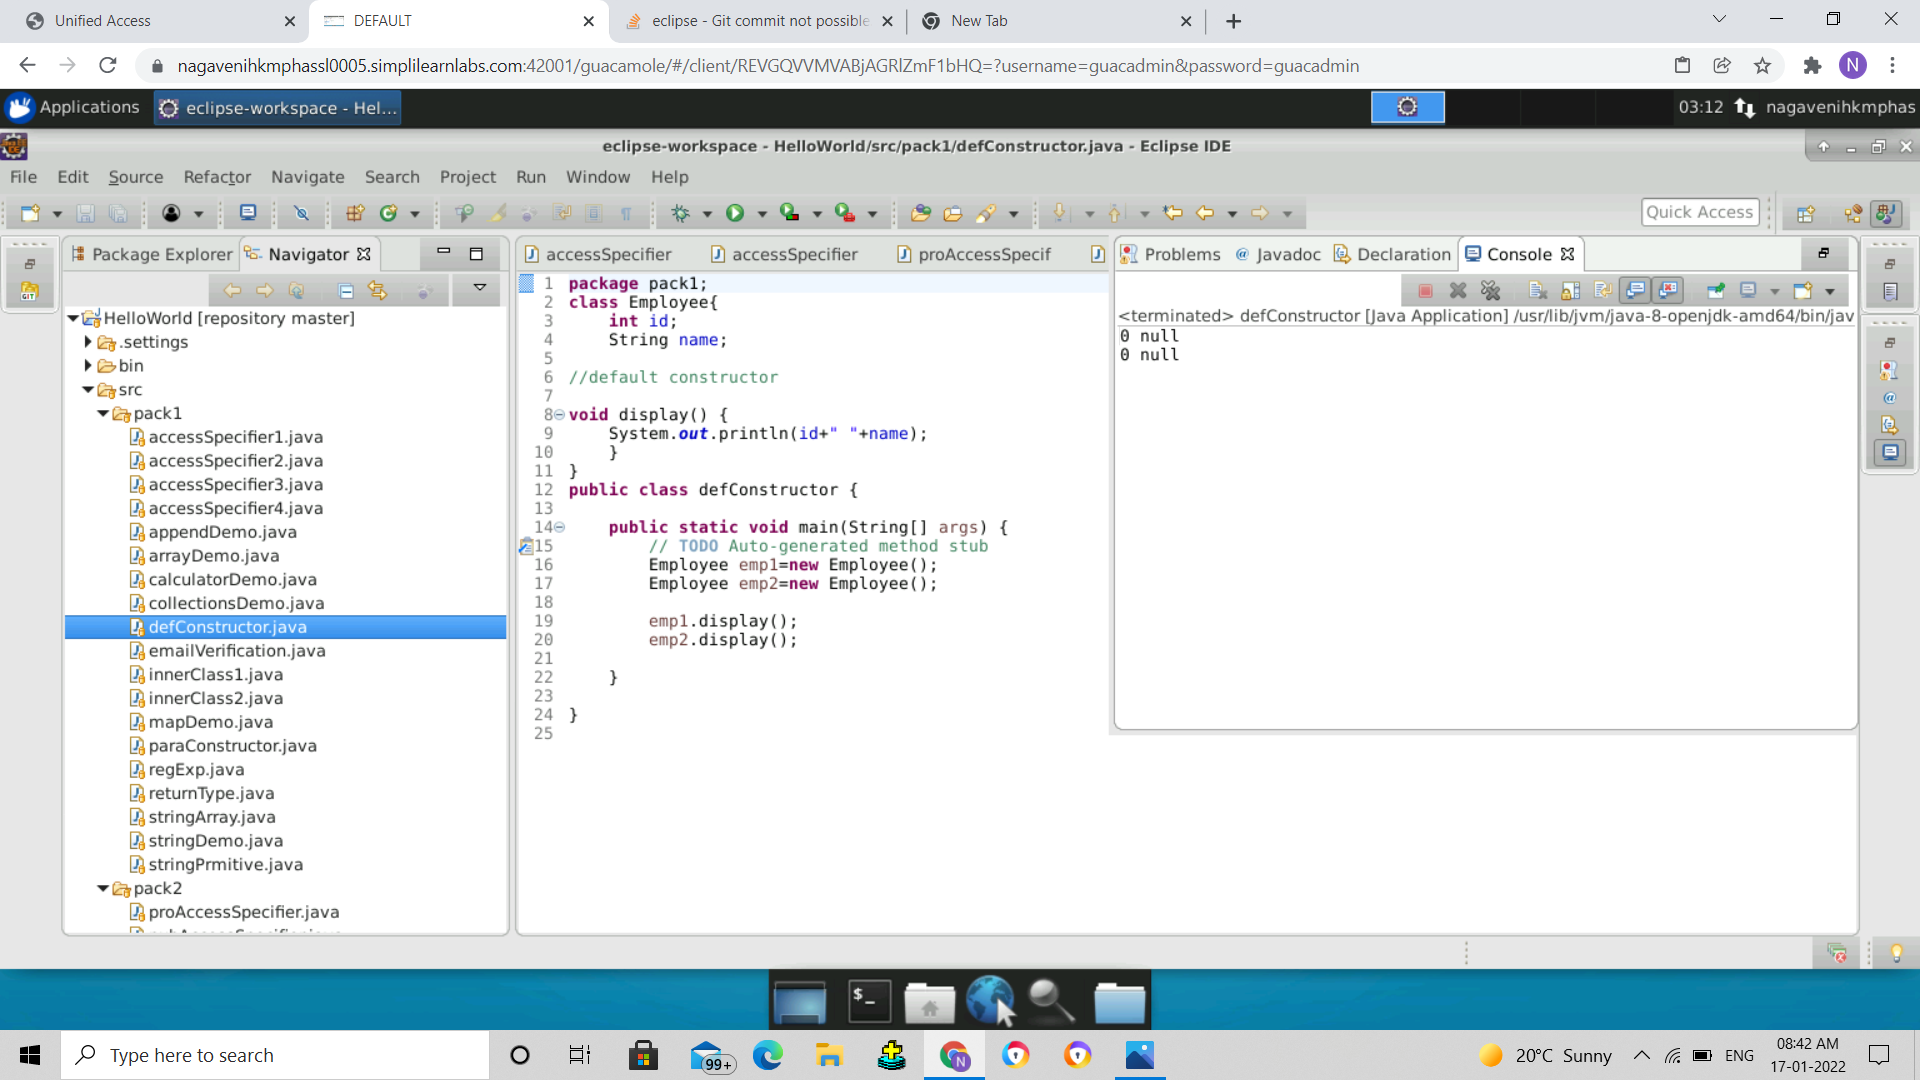 Unified Access
DEFAULT
eclipse - Git commit not possible
New Tab
nagavenihkmphassl0005.simplilearnlabs.com:42001/guacamole/#/client/REVGQVVMVABjAGRlZmF1bHQ=?username=guacadmin&password=guacadmin
N
Applications
eclipse-workspace - Hel...
03:12
nagavenihkmphas
eclipse-workspace - HelloWorld/src/pack1/defConstructor.java - Eclipse IDE
File Edit Source Refactor Navigate Search Project Run Window Help
Quick Access
Package Explorer
Navigator
GIT
HelloWorld [repository master]
.settings
bin
src
pack1
accessSpecifier1.java
accessSpecifier2.java
accessSpecifier3.java
accessSpecifier4.java
appendDemo.java
arrayDemo.java
calculatorDemo.java
collectionsDemo.java
defConstructor.java
emailVerification.java
innerClass1.java
innerClass2.java
mapDemo.java
paraConstructor.java
regExp.java
returnType.java
stringArray.java
stringDemo.java
stringPrmitive.java
pack2
proAccessSpecifier.java
accessSpecifier
accessSpecifier
proAccessSpecif
1 package pack1;
2 class Employee{
3     int id;
4     String name;
5
6 //default constructor
7
8 void display() {
9     System.out.println(id+" "+name);
10     }
11 }
12 public class defConstructor {
13
14     public static void main(String[] args) {
15         // TODO Auto-generated method stub
16         Employee emp1=new Employee();
17         Employee emp2=new Employee();
18
19         emp1.display();
20         emp2.display();
21
22     }
23
24 }
25
Problems
@ Javadoc
Declaration
Console
<terminated> defConstructor [Java Application] /usr/lib/jvm/java-8-openjdk-amd64/bin/jav
0 null
0 null
Type here to search
99+
N
20°C Sunny
ENG
08:42 AM
17-01-2022